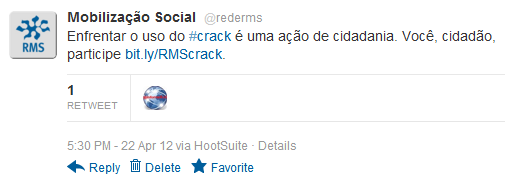 RMS
Mobilização Social @rederms
Enfrentar o uso do #crack é uma ação de cidadania. Você, cidadão,
participe bit.ly/RMScrack.
1
RETWEET
5:30 PM - 22 Apr 12 via HootSuite · Details
Reply Delete Favorite